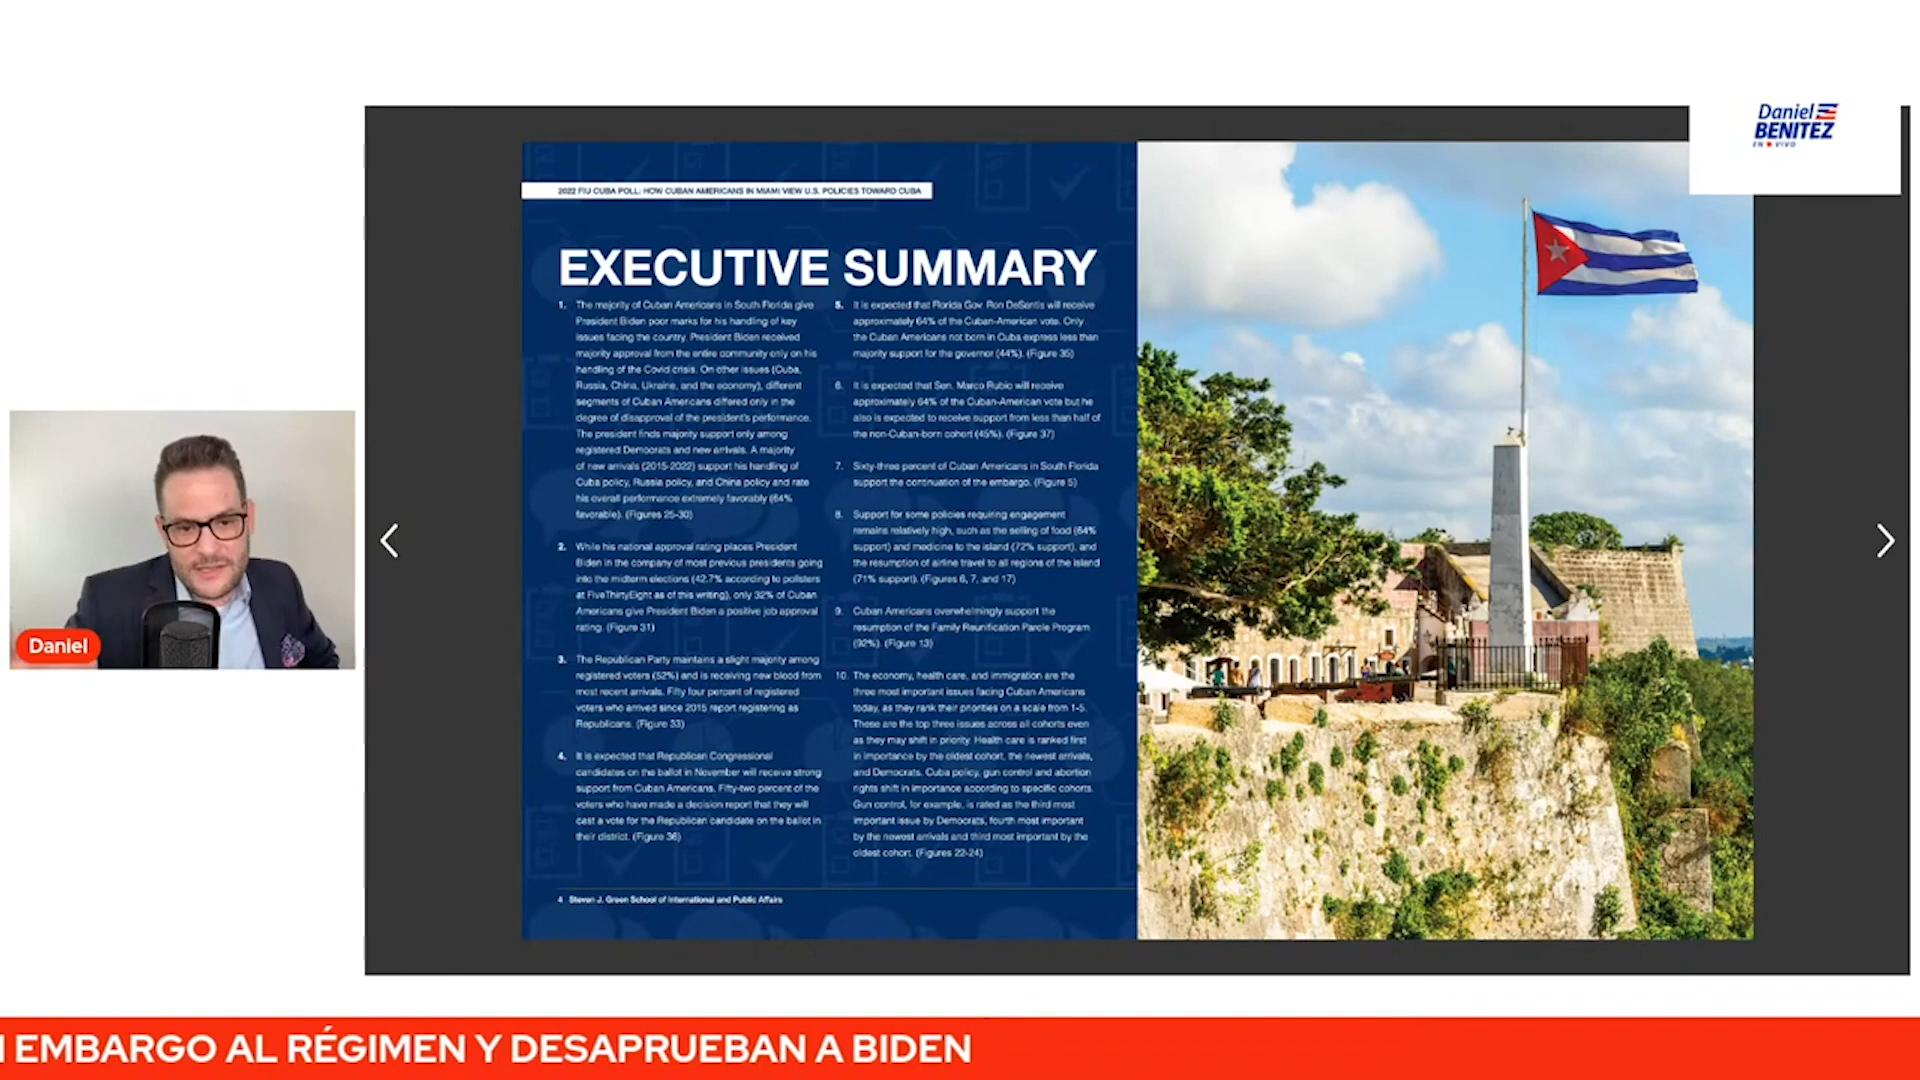 Daniel
BENITEZ
EN VIVO
2022 FIU CUBA POLL: HOW CUBAN AMERICANS IN MIAMI VIEW U.S. POLICIES TOWARD CUBA
EXECUTIVE SUMMARY
1. The majority of Cuban Americans in South Florida give
President Biden poor marks for his handling of key
issues facing the country. President Biden received
majority approval from the entire community only on his
handling of the Covid crisis. On other issues (Cuba,
Russia, China, Ukraine, and the economy), different
segments of Cuban Americans differed only in the
degree of disapproval of the president's performance.
The president finds majority support only among
registered Democrats and new arrivals. A majority
of new arrivals (2015-2022) support his handling of
Cuba policy, Russia policy, and China policy and rate
his overall performance extremely favorably (64%
favorable). (Figures 25-30)
2. While his national approval rating places President
Biden in the company of most previous presidents going
into the midterm elections (42.7% according to pollsters
at FiveThirtyEight as of this writing), only 32% of Cuban
Americans give President Biden a positive job approval
rating. (Figure 31)
3. The Republican Party maintains a slight majority among
registered voters (52%) and is receiving new blood from
most recent arrivals. Fifty four percent of registered
voters who arrived since 2015 report registering as
Republicans. (Figure 33)
4. It is expected that Republican Congressional
candidates on the ballot in November will receive strong
support from Cuban Americans. Fifty-two percent of the
voters who have made a decision report that they will
cast a vote for the Republican candidate on the ballot in
their district. (Figure 36)
5. It is expected that Florida Gov. Ron DeSantis will receive
approximately 64% of the Cuban-American vote. Only
the Cuban Americans not born in Cuba express less than
majority support for the governor (44%). (Figure 35)
6. It is expected that Sen. Marco Rubio will receive
approximately 64% of the Cuban-American vote but he
also is expected to receive support from less than half of
the non-Cuban-born cohort (45%). (Figure 37)
7. Sixty-three percent of Cuban Americans in South Florida
support the continuation of the embargo. (Figure 5)
8. Support for some policies requiring engagement
remains relatively high, such as the selling of food (64%
support) and medicine to the island (72% support), and
the resumption of airline travel to all regions of the island
(71% support). (Figures 6, 7, and 17)
9. Cuban Americans overwhelmingly support the
resumption of the Family Reunification Parole Program
(92%). (Figure 13)
10. The economy, health care, and immigration are the
three most important issues facing Cuban Americans
today, as they rank their priorities on a scale from 1-5.
These are the top three issues across all cohorts even
as they may shift in priority. Health care is ranked first
in importance by the oldest cohort, the newest arrivals,
and Democrats. Cuba policy, gun control and abortion
rights shift in importance according to specific cohorts.
Gun control, for example, is rated as the third most
important issue by Democrats, fourth most important
by the newest arrivals and third most important by the
oldest cohort. (Figures 22-24)
4 Steven J. Green School of International and Public Affairs
Daniel
EMBARGO AL RÉGIMEN Y DESAPRUEBAN A BIDEN